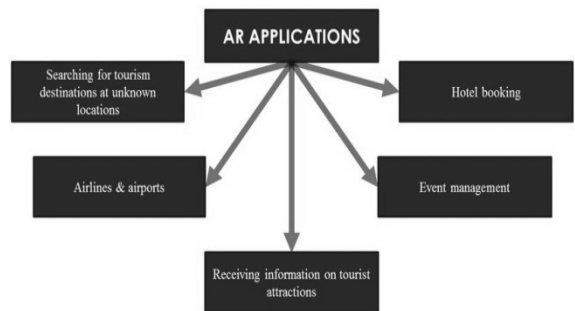 AR APPLICATIONS
Searching for tourism
destinations at unknown
locations
Hotel booking
Airlines & airports
Event management
Receiving information on tourist
attractions